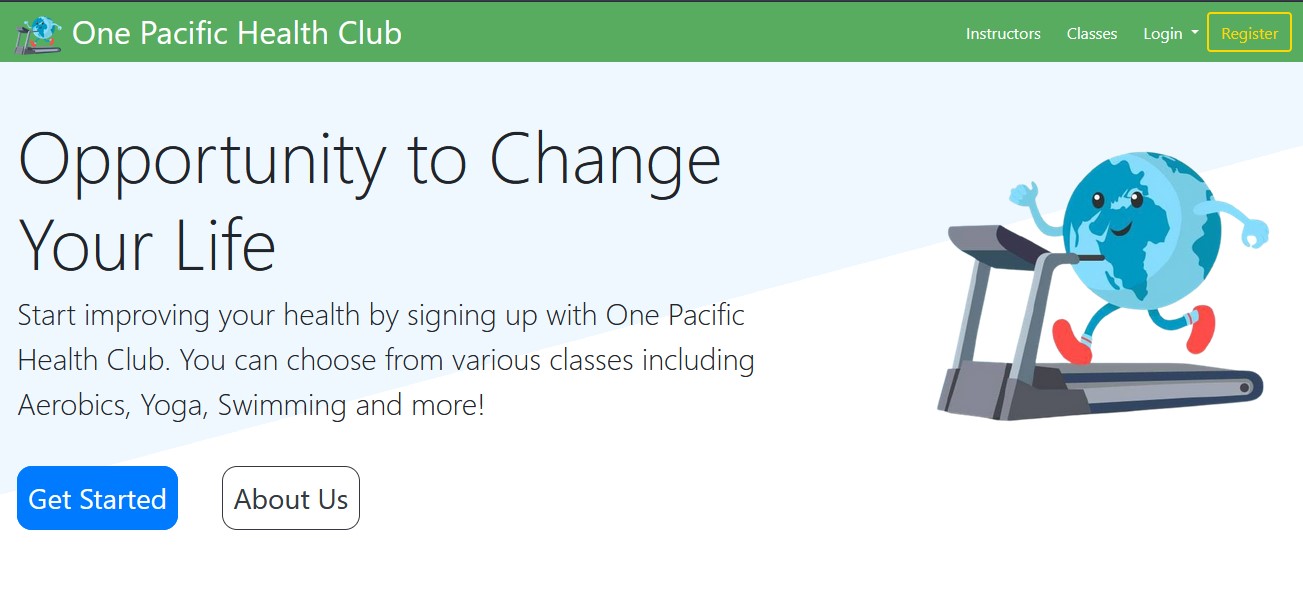 One Pacific Health Club
Instructors
Classes
Login
Register
Opportunity to Change
Your Life
Start improving your health by signing up with One Pacific
Health Club. You can choose from various classes including
Aerobics, Yoga, Swimming and more!
Get Started
About Us